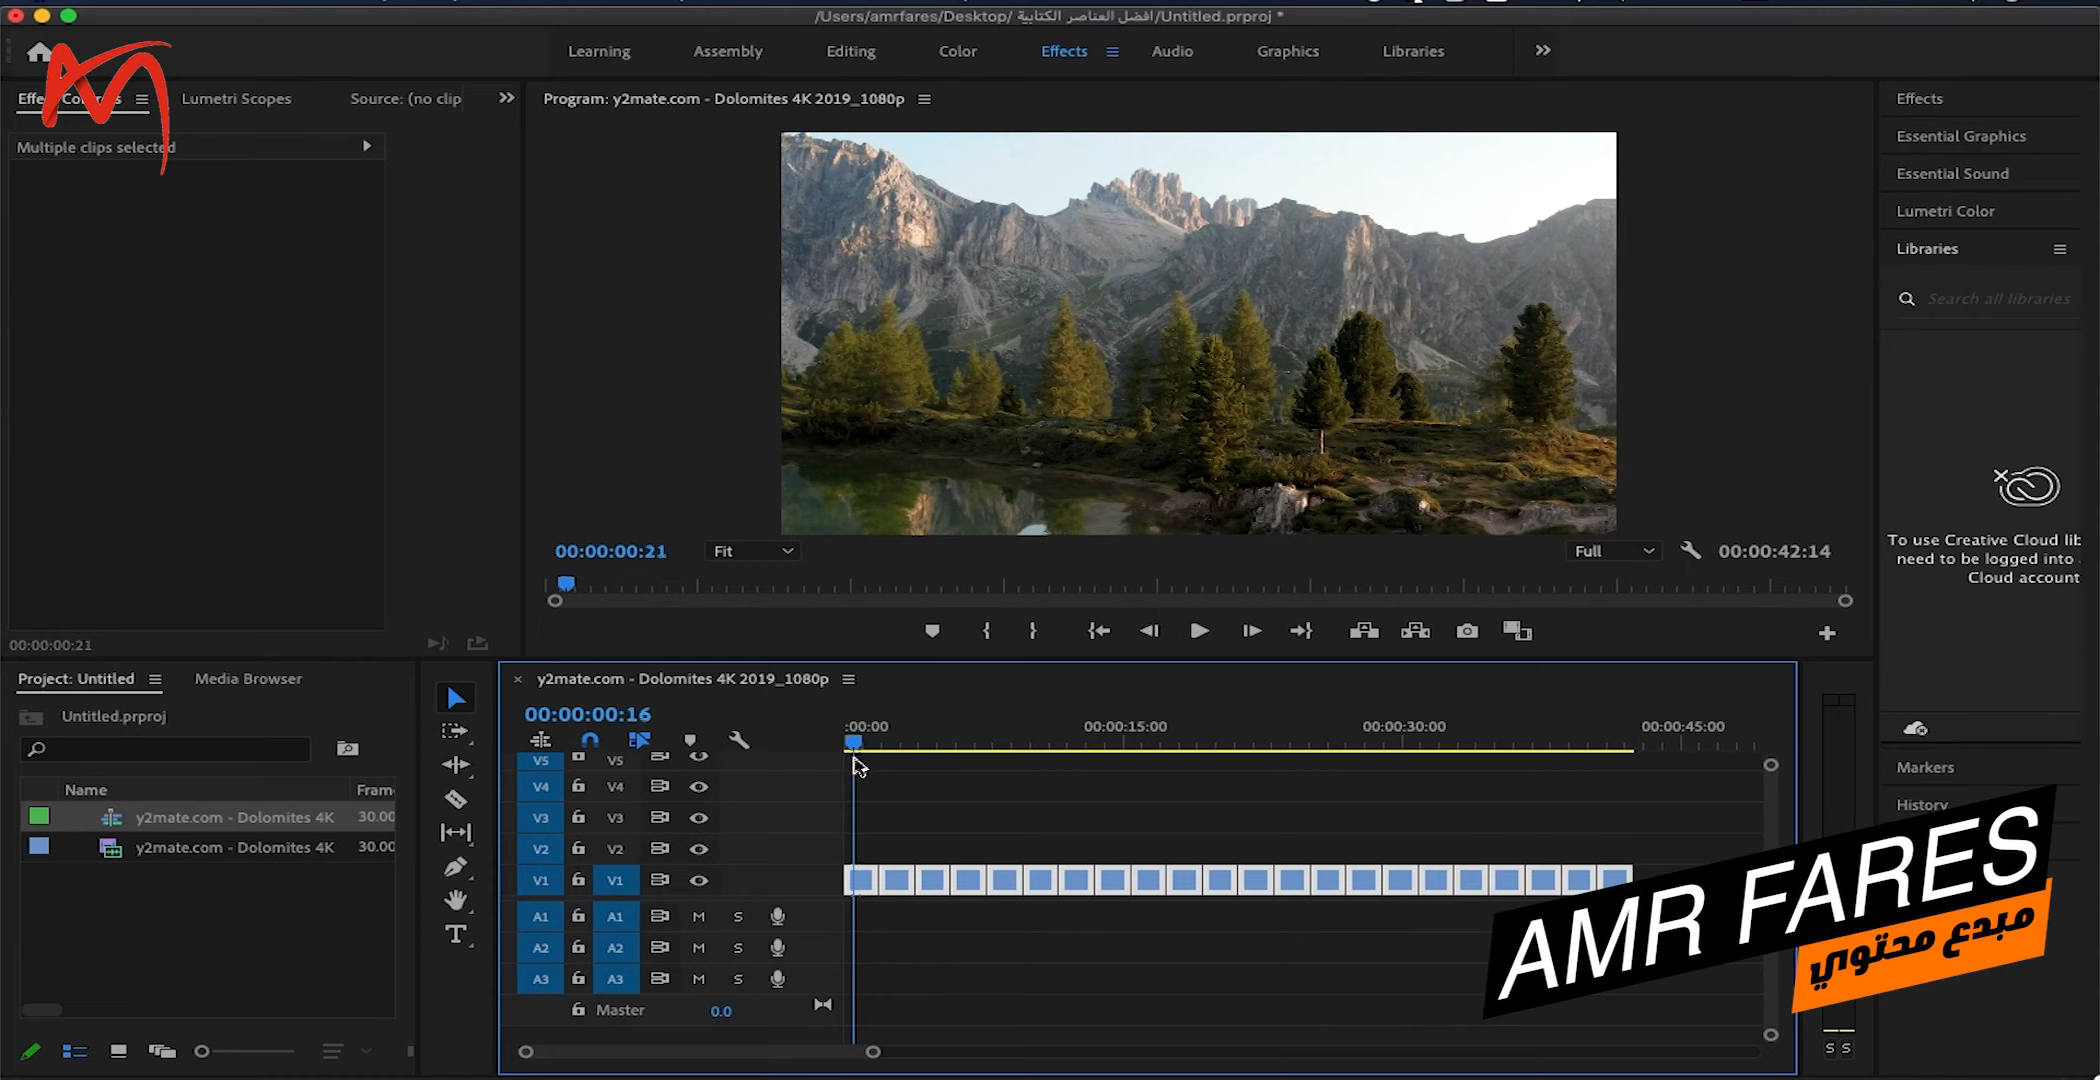 /Users/amrfares/Desktop/ افضل العناصر الكتابية/Untitled.prproj *
Learning Assembly Editing Color Effects Audio Graphics Libraries
Lumetri Scopes Source: (no clip
Multiple clips selected
00:00:00:21
Program: y2mate.com - Dolomites 4K 2019_1080p
00:00:00:21 Fit Full 00:00:42:14
Effects
Essential Graphics
Essential Sound
Lumetri Color
Libraries
Search all libraries
To use Creative Cloud lib
need to be logged into
Cloud account
Markers
History
Project: Untitled Media Browser
Untitled.prproj
Name Fram
y2mate.com - Dolomites 4K 30.00
y2mate.com - Dolomites 4K 30.00
y2mate.com - Dolomites 4K 2019_1080p
00:00:00:16
:00:00 00:00:15:00 00:00:30:00 00:00:45:00
V5 V5
V4 V4
V3 V3
V2 V2
V1 V1
A1 A1 M S
A2 A2 M S
A3 A3 M S
Master 0.0
S S
AMR FARES
مبدع محتوي